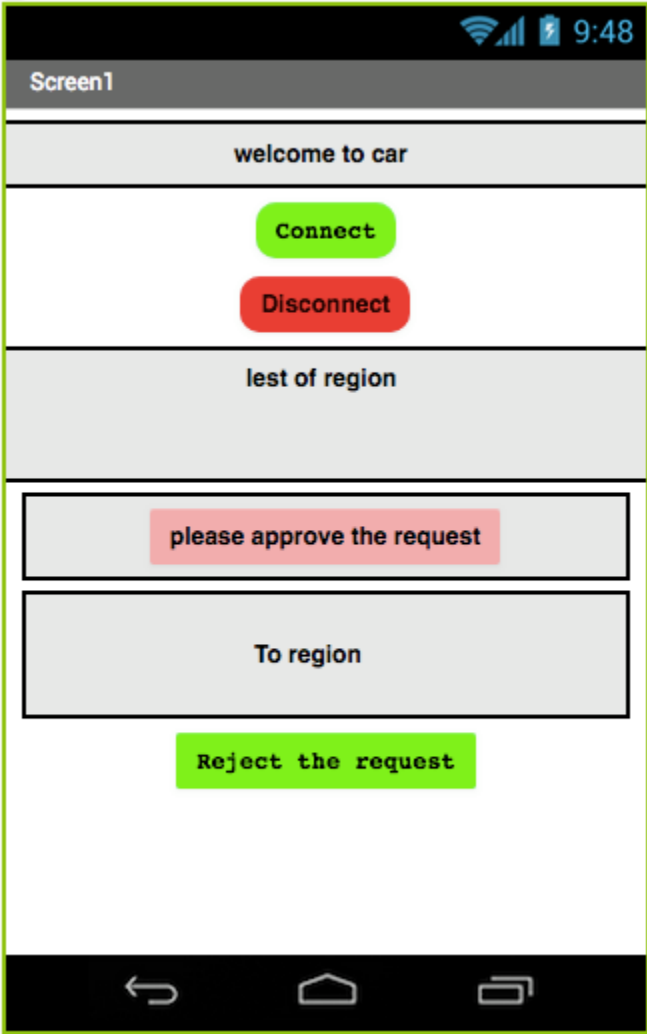 9:48
Screen1
welcome to car
Connect
Disconnect
lest of region
please approve the request
To region
Reject the request